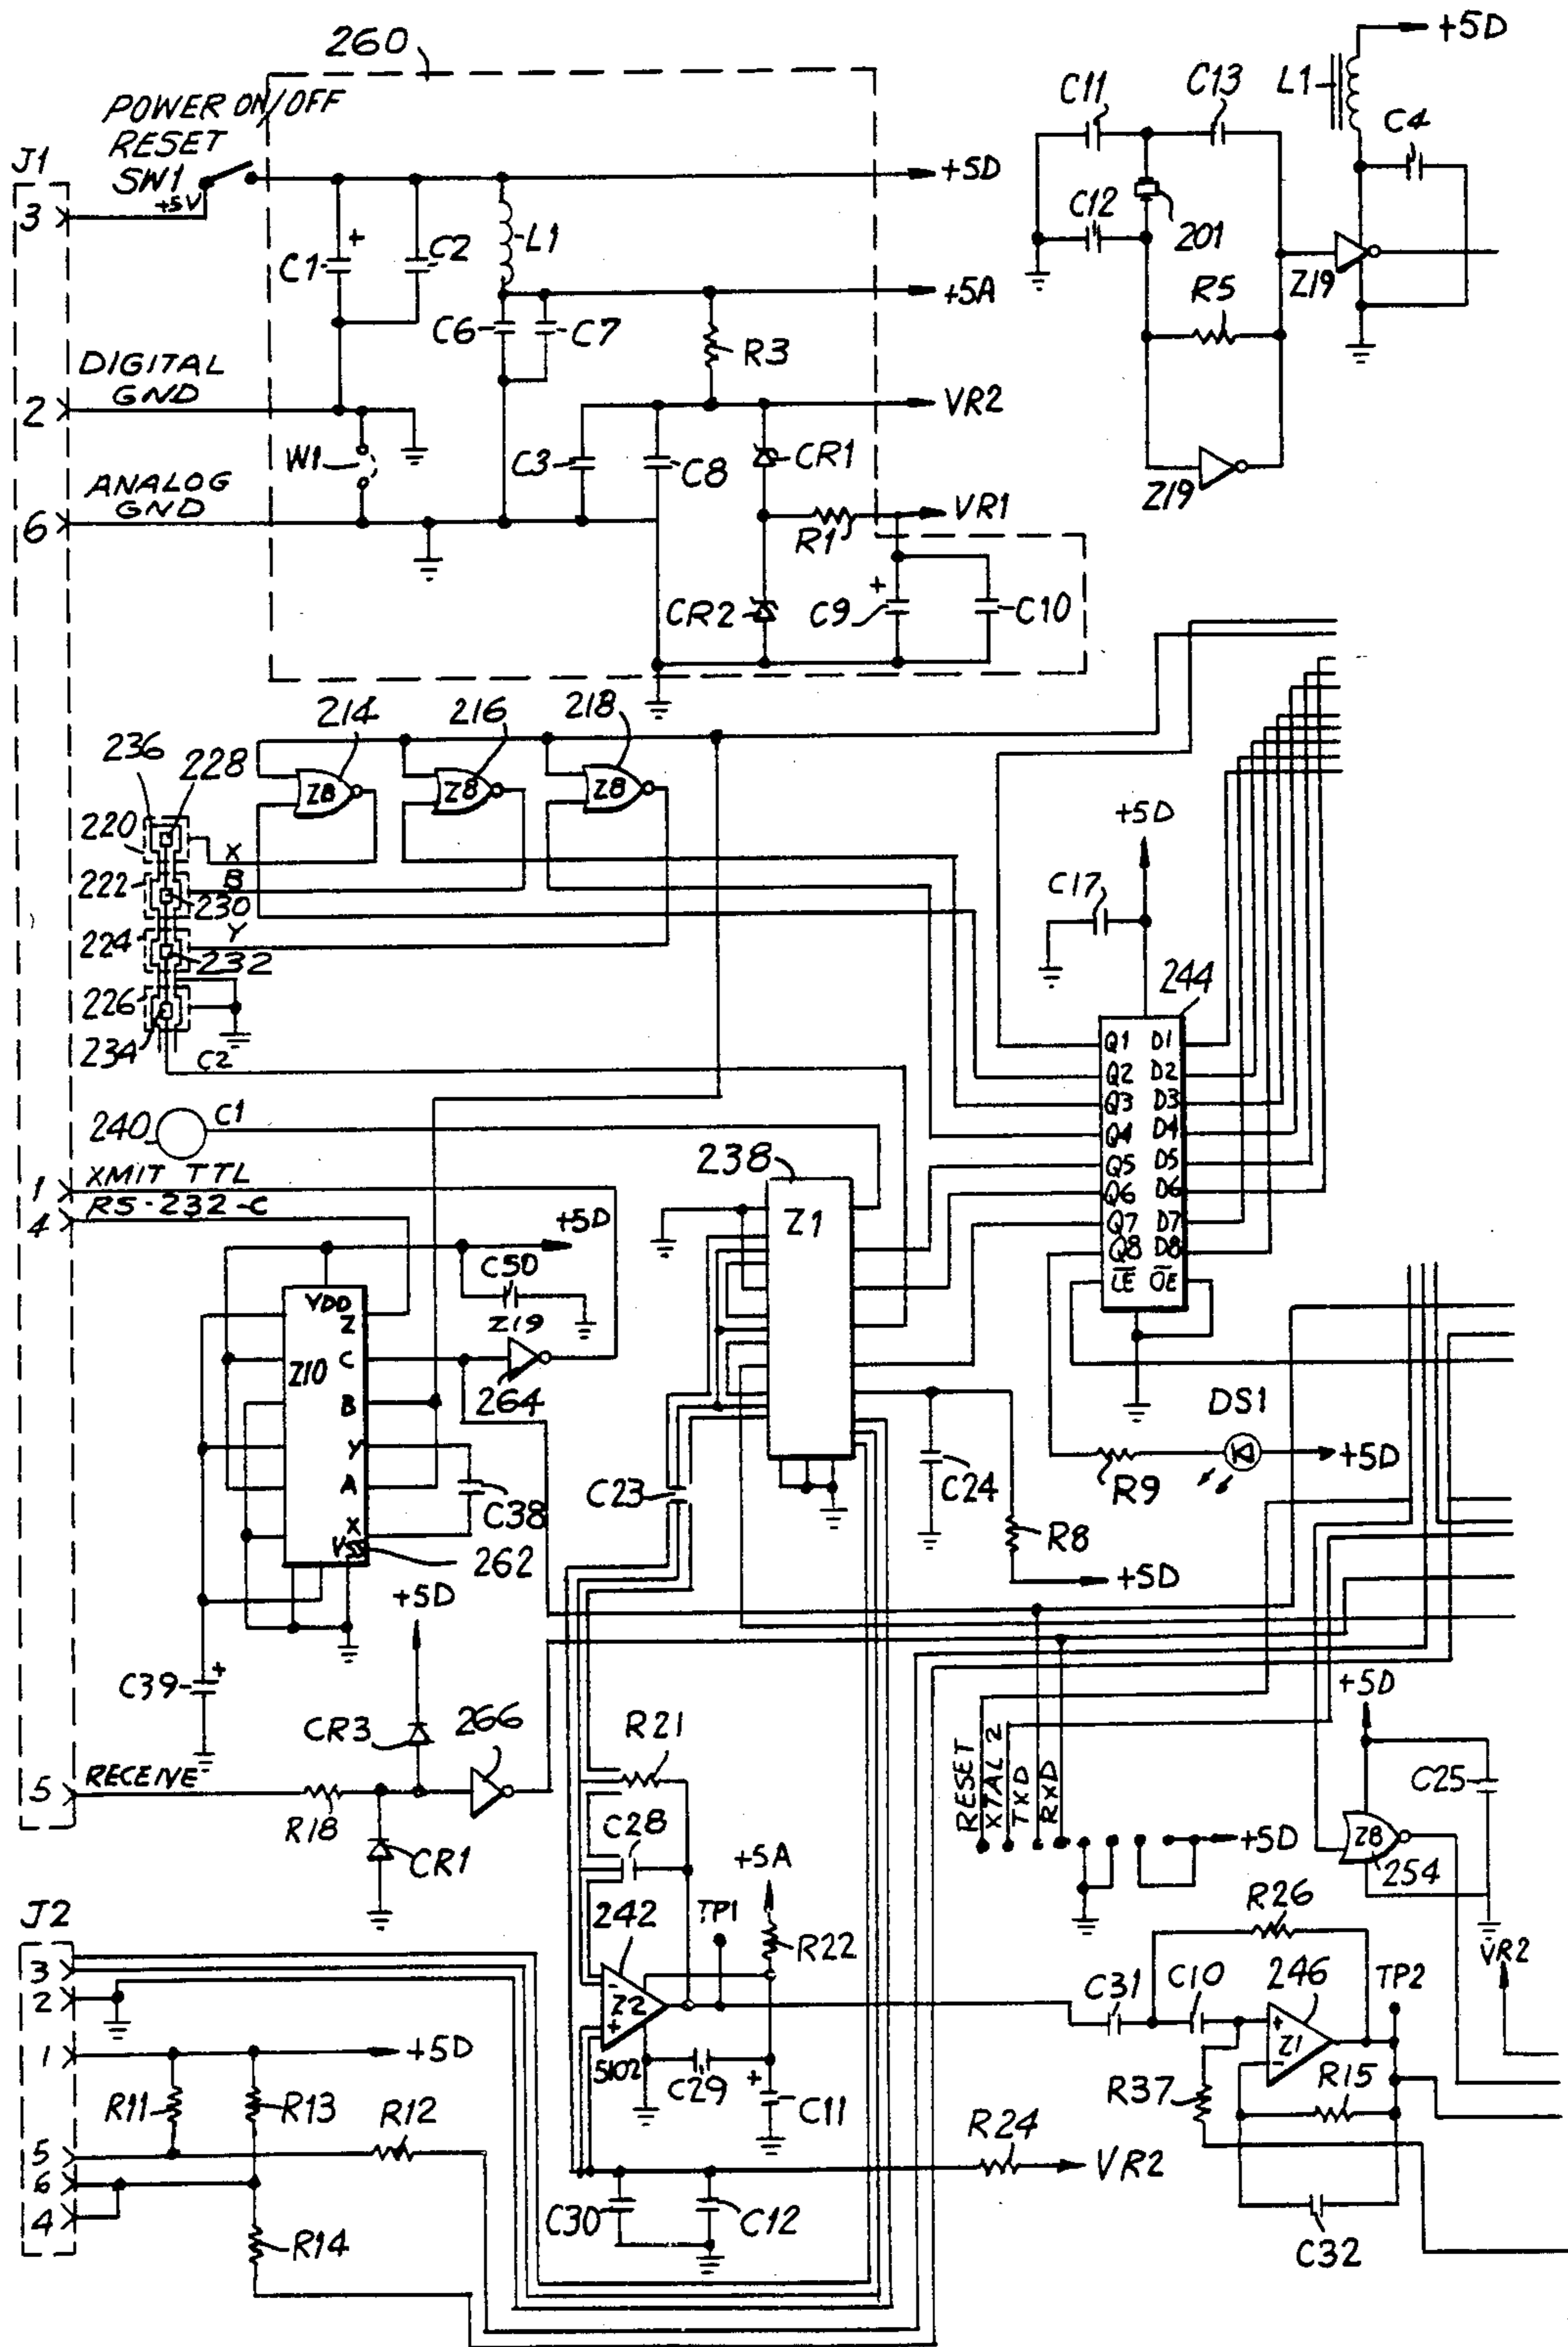 260
+5D
POWER ON/OFF
RESET
SW1
+5V
J1
3
C1
+
C2
L1
+5D
+5A
C6
C7
R3
DIGITAL
GND
2
VR2
W1
C3
C8
CR1
ANALOG
GND
6
R1
VR1
CR2
+
C9
C10
C11
C13
L1
C4
C12
201
Z19
R5
Z19
214
216
218
236
228
Z8
Z8
Z8
220
X
222
B
230
224
Y
232
226
234
C2
240
C1
XMIT TTL
1
RS-232-C
4
+5D
C17
244
Q1 D1
Q2 D2
Q3 D3
Q4 D4
Q5 D5
Q6 D6
Q7 D7
Q8 D8
LE OE
238
Z1
+5D
C50
VDD
Z
Z19
Z10
C
264
B
Y
A
C38
X
VSS
262
DS1
R9
+5D
C23
C24
R8
+5D
+5D
C39
+
CR3
266
RECEIVE
5
R18
CR1
R21
C28
+5A
242
TP1
R22
RESET
XTAL 2
TXD
RXD
+5D
+5D
C25
Z8
254
J2
3
2
1
+5D
R11
R13
R12
5
6
4
R14
-
Z2
+
5102
C29
+
C11
R24
VR2
C30
C12
R26
C31
C10
246
TP2
VR2
+
Z1
-
R37
R15
C32